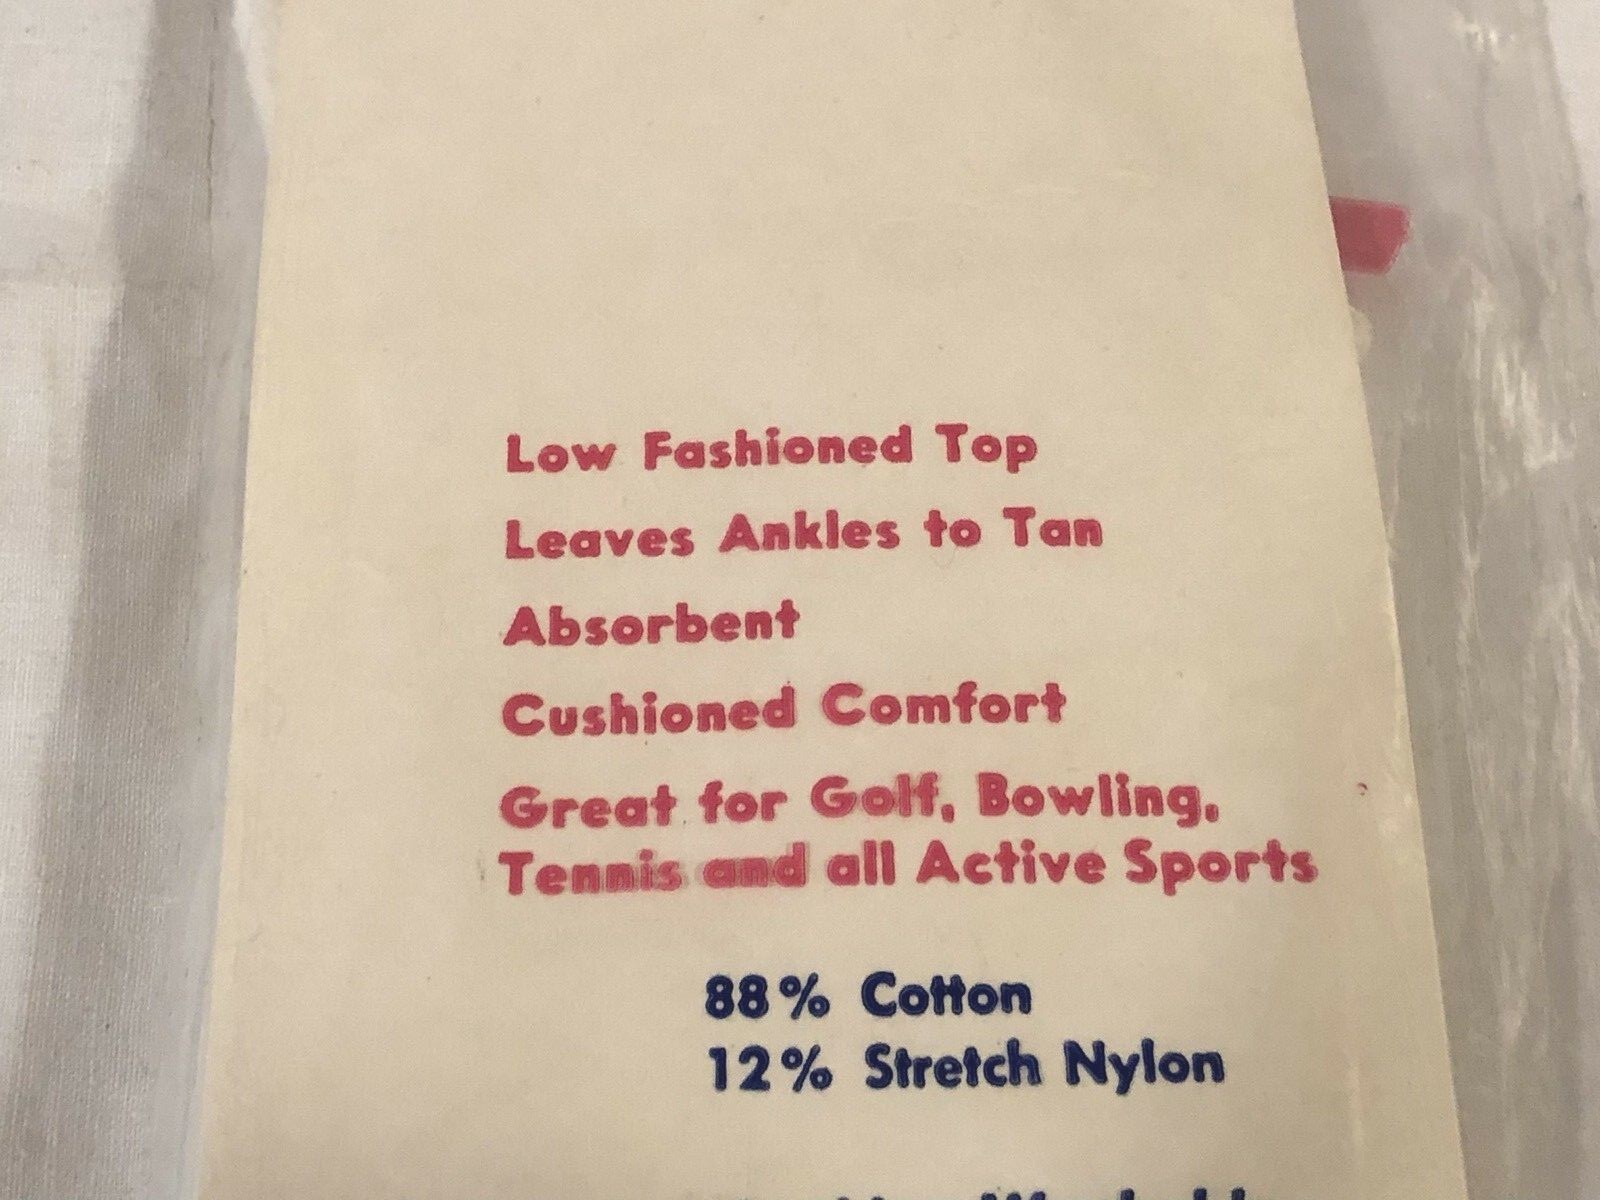 Low Fashioned Top
Leaves Ankles to Tan
Absorbent
Cushioned Comfort
Great for Golf, Bowling,
Tennis and all Active Sports
88% Cotton
12% Stretch Nylon